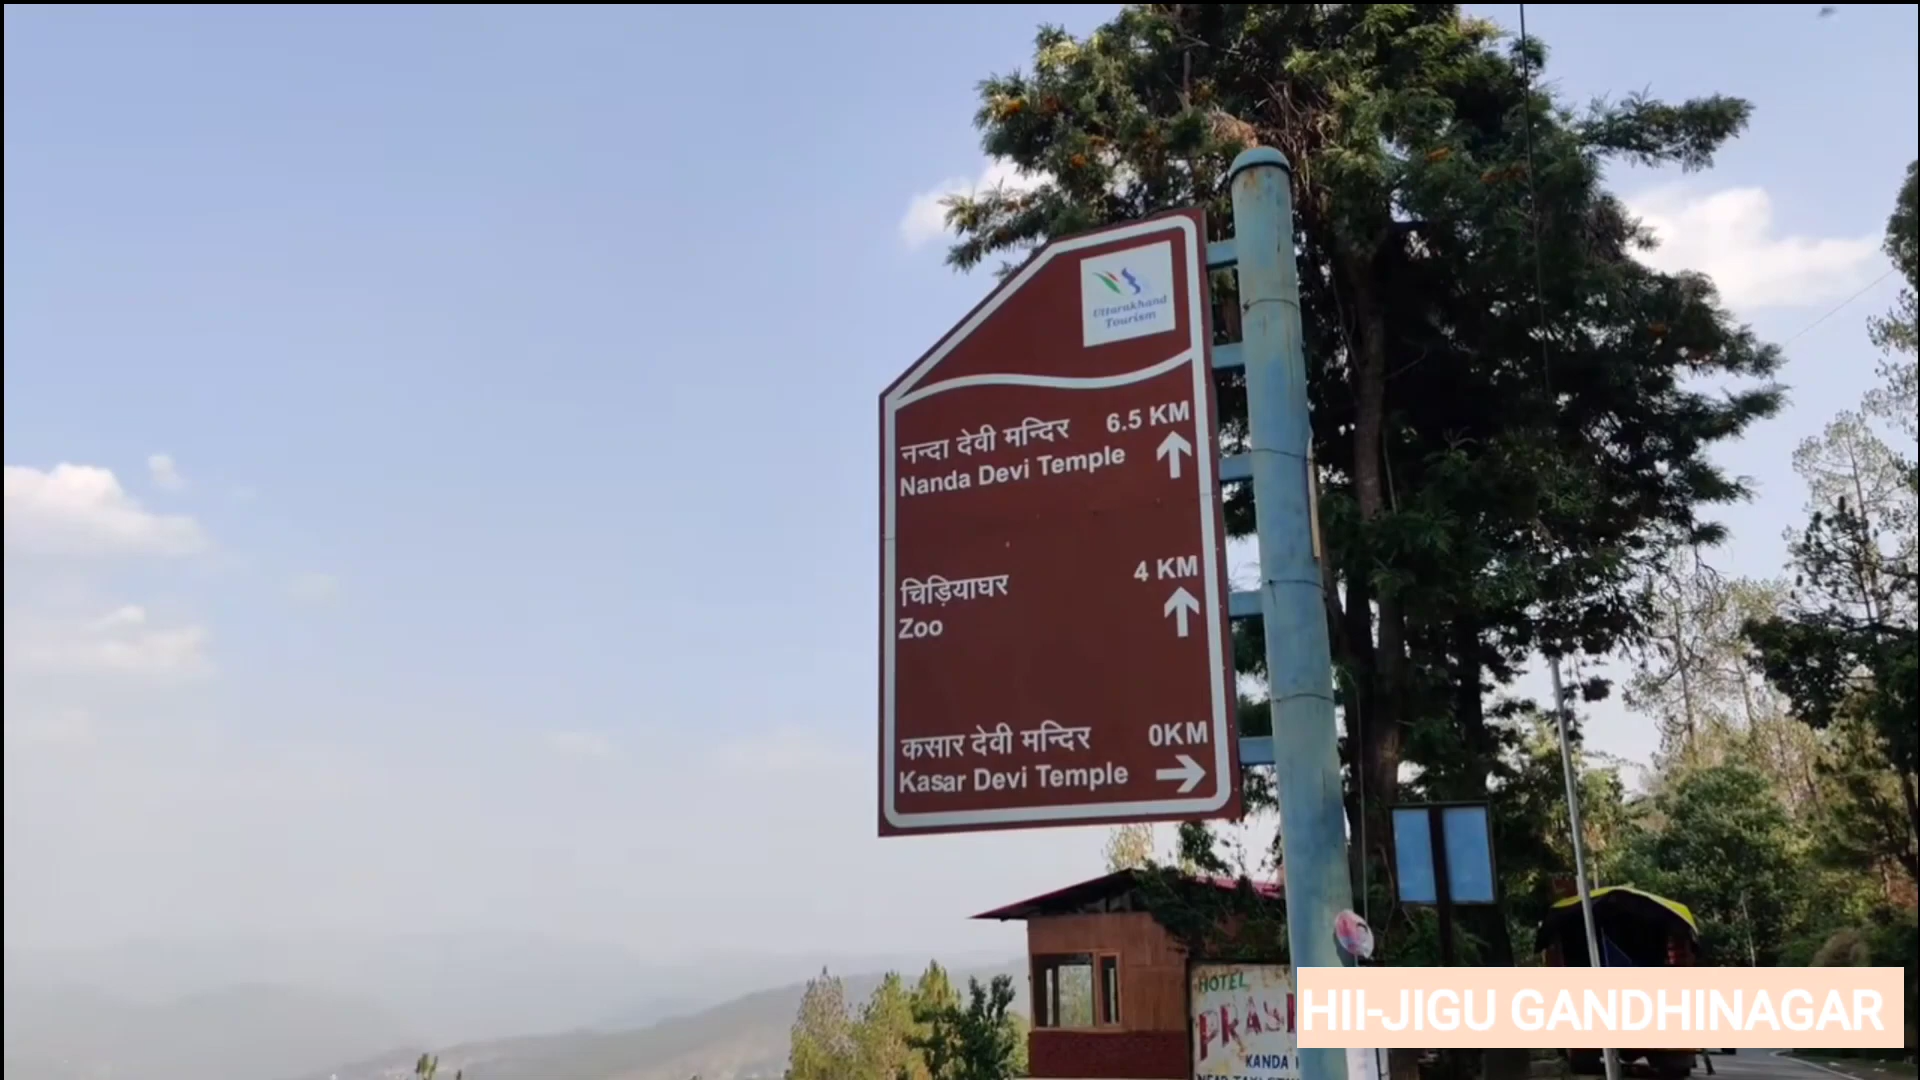 Uttarakhand
Tourism
नन्दा देवी मन्दिर 6.5 KM
Nanda Devi Temple
चिड़ियाघर 4 KM
Zoo
कसार देवी मन्दिर 0KM
Kasar Devi Temple
HOTEL
KANDA
HII-JIGU GANDHINAGAR